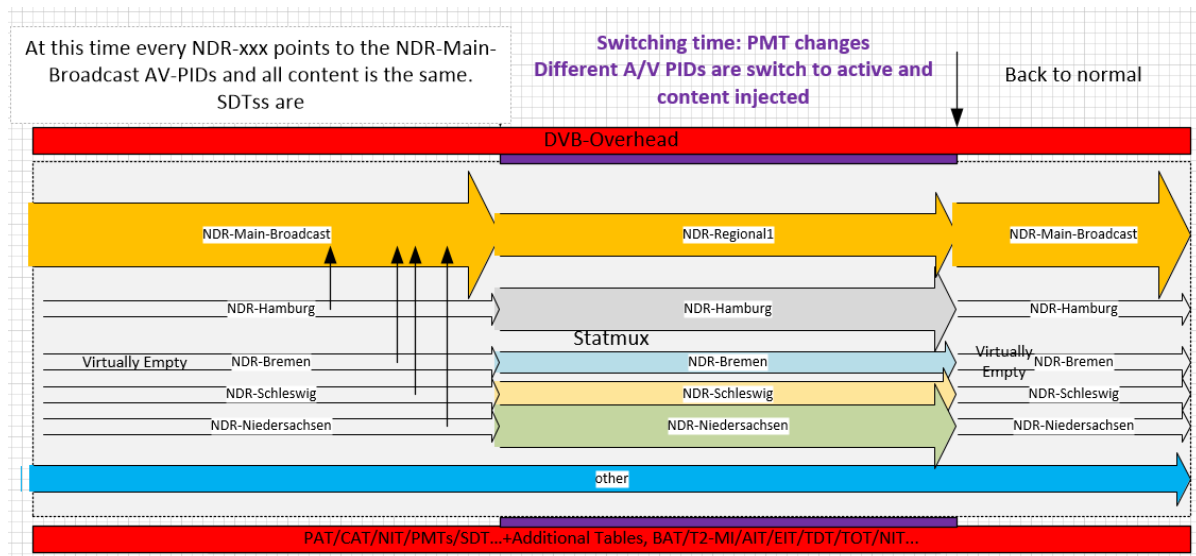 At this time every NDR-xxx points to the NDR-Main-
Broadcast AV-PIDs and all content is the same.
SDTss are
Switching time: PMT changes
Different A/V PIDs are switch to active and
content injected
Back to normal
DVB-Overhead
NDR-Main-Broadcast
NDR-Regional1
NDR-Main-Broadcast
NDR-Hamburg
NDR-Hamburg
NDR-Hamburg
Statmux
Virtually Empty
NDR-Bremen
NDR-Bremen
Virtually
Empty
NDR-Bremen
NDR-Schleswig
NDR-Schleswig
NDR-Schleswig
NDR-Niedersachsen
NDR-Niedersachsen
NDR-Niedersachsen
other
PAT/CAT/NIT/PMTs/SDT...+Additional Tables, BAT/T2-MI/AIT/EIT/TDT/TOT/NIT...